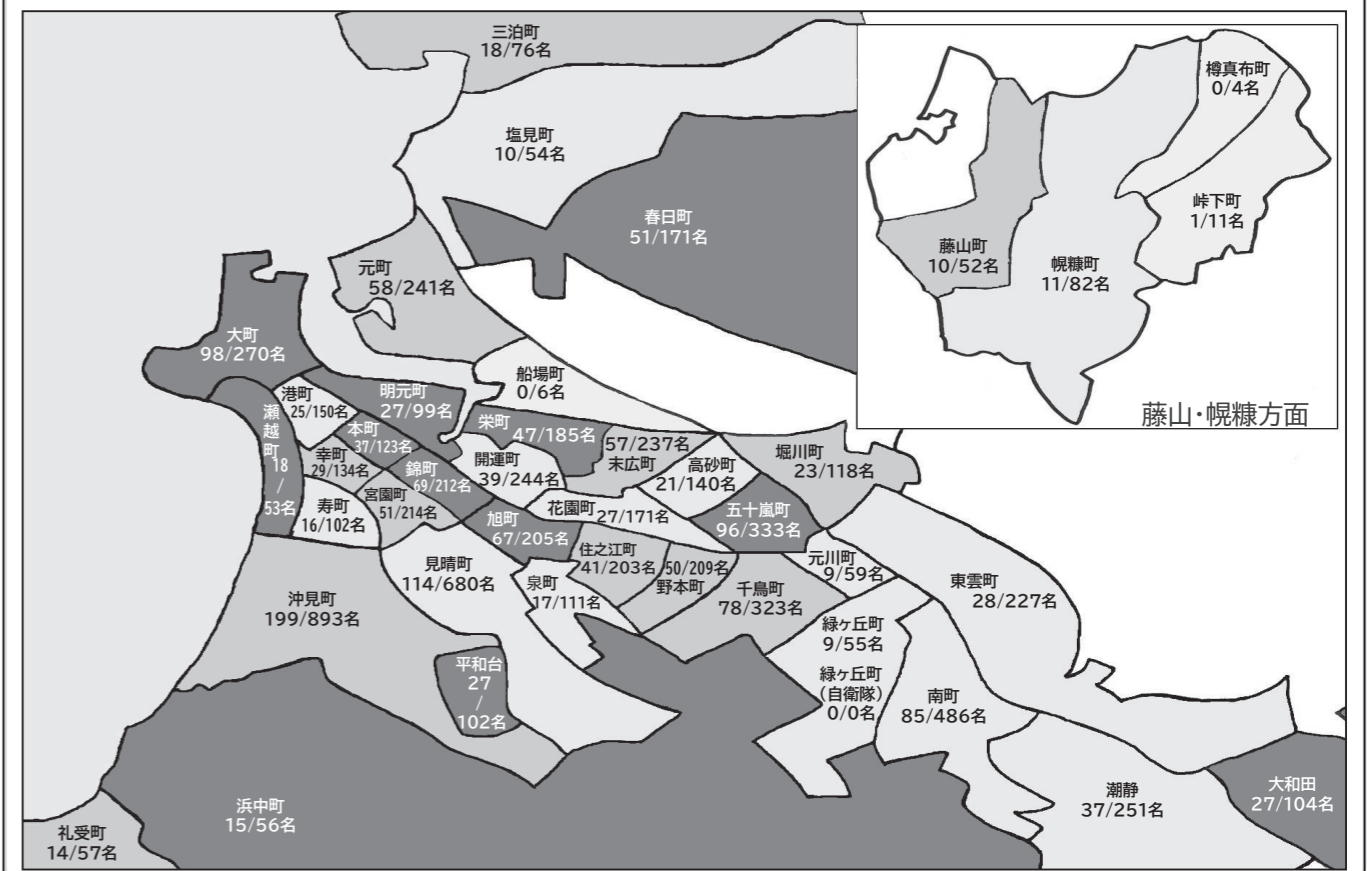 三泊町
18/76名
塩見町
10/54名
春日町
51/171名
樽真布町
0/4名
峠下町
1/11名
藤山町
10/52名
幌糠町
11/82名
藤山・幌糠方面
元町
58/241名
大町
98/270名
船場町
0/6名
港町
25/150名
明元町
27/99名
瀬越町
18
/
53名
本町
37/123名
栄町
47/185名
57/237名
末広町
高砂町
21/140名
堀川町
23/118名
幸町
29/134名
錦町
69/212名
開運町
39/244名
寿町
16/102名
宮園町
51/214名
旭町
67/205名
花園町
27/171名
五十嵐町
96/333名
見晴町
114/680名
泉町
17/111名
住之江町
41/203名
50/209名
野本町
千鳥町
78/323名
元川町
9/59名
東雲町
28/227名
沖見町
199/893名
緑ヶ丘町
9/55名
平和台
27
/
102名
緑ヶ丘町
(自衛隊)
0/0名
南町
85/486名
浜中町
15/56名
潮静
37/251名
大和田
27/104名
礼受町
14/57名